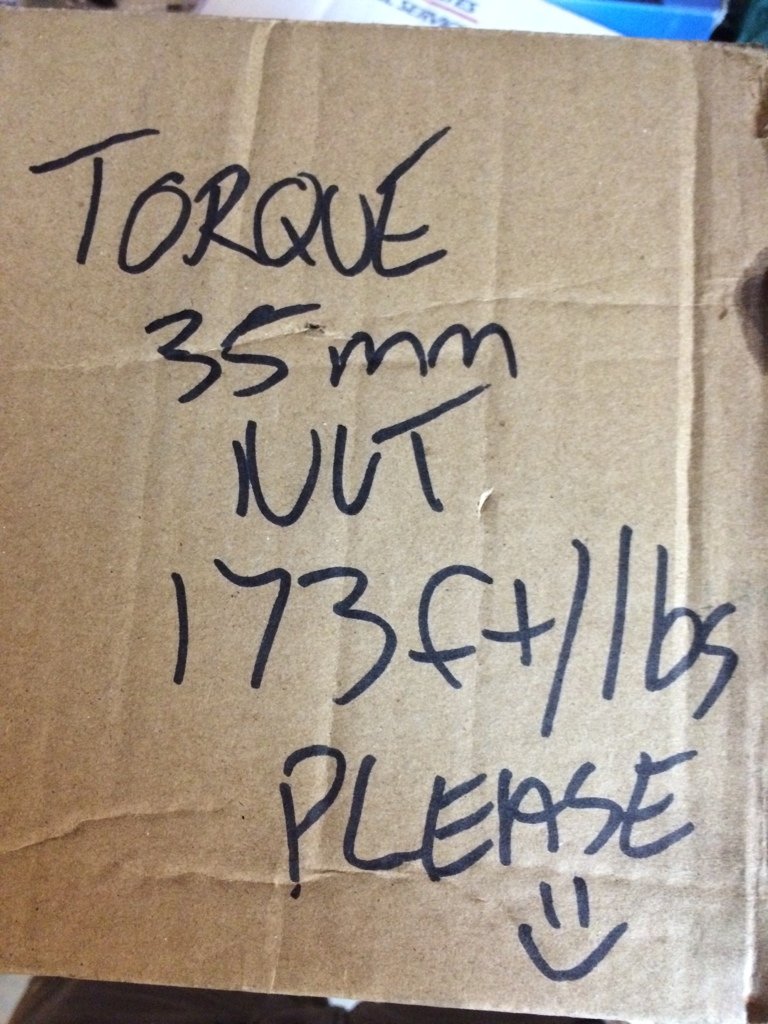 TORQUE
35mm
NUT
173ft/lbs
PLEASE